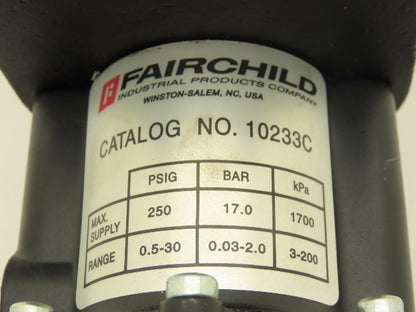 FAIRCHILD
INDUSTRIAL PRODUCTS COMPANY
WINSTON-SALEM, NC, USA
CATALOG NO. 10233C
PSIG BAR kPa
MAX. SUPPLY 250 17.0 1700
RANGE 0.5-30 0.03-2.0 3-200